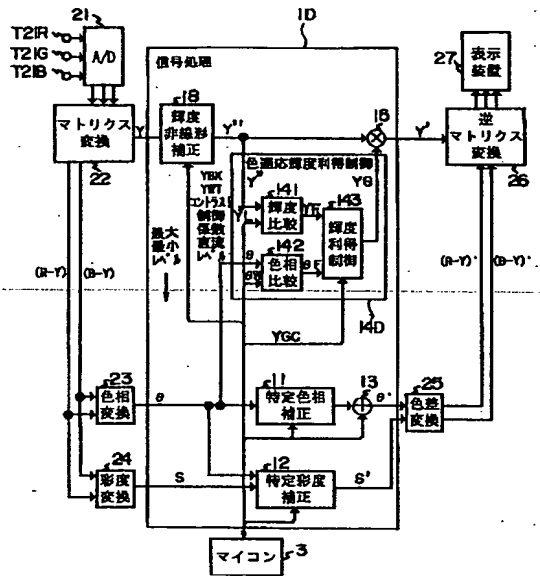 1D
21
T21R
T21G
T21B
A/D
信号処理
18
輝度
非線形
補正
Y
Y''
16
Y'
27
表示
装置
逆
マトリクス
変換
26
マトリクス
変換
22
色適応輝度利得制御
Y''
YG
141
輝度
比較
143
輝度
利得
制御
142
色相
比較
θ
14D
YBK
YWT
コントラスト
制御
係数
直流
レベル
最大
最小
レベル
(R-Y)
(B-Y)
(R-Y)'
(B-Y)'
YGC
23
色相
変換
θ
11
特定色相
補正
13
θ'
25
色差
変換
24
彩度
変換
S
12
特定彩度
補正
S'
マイコン
3